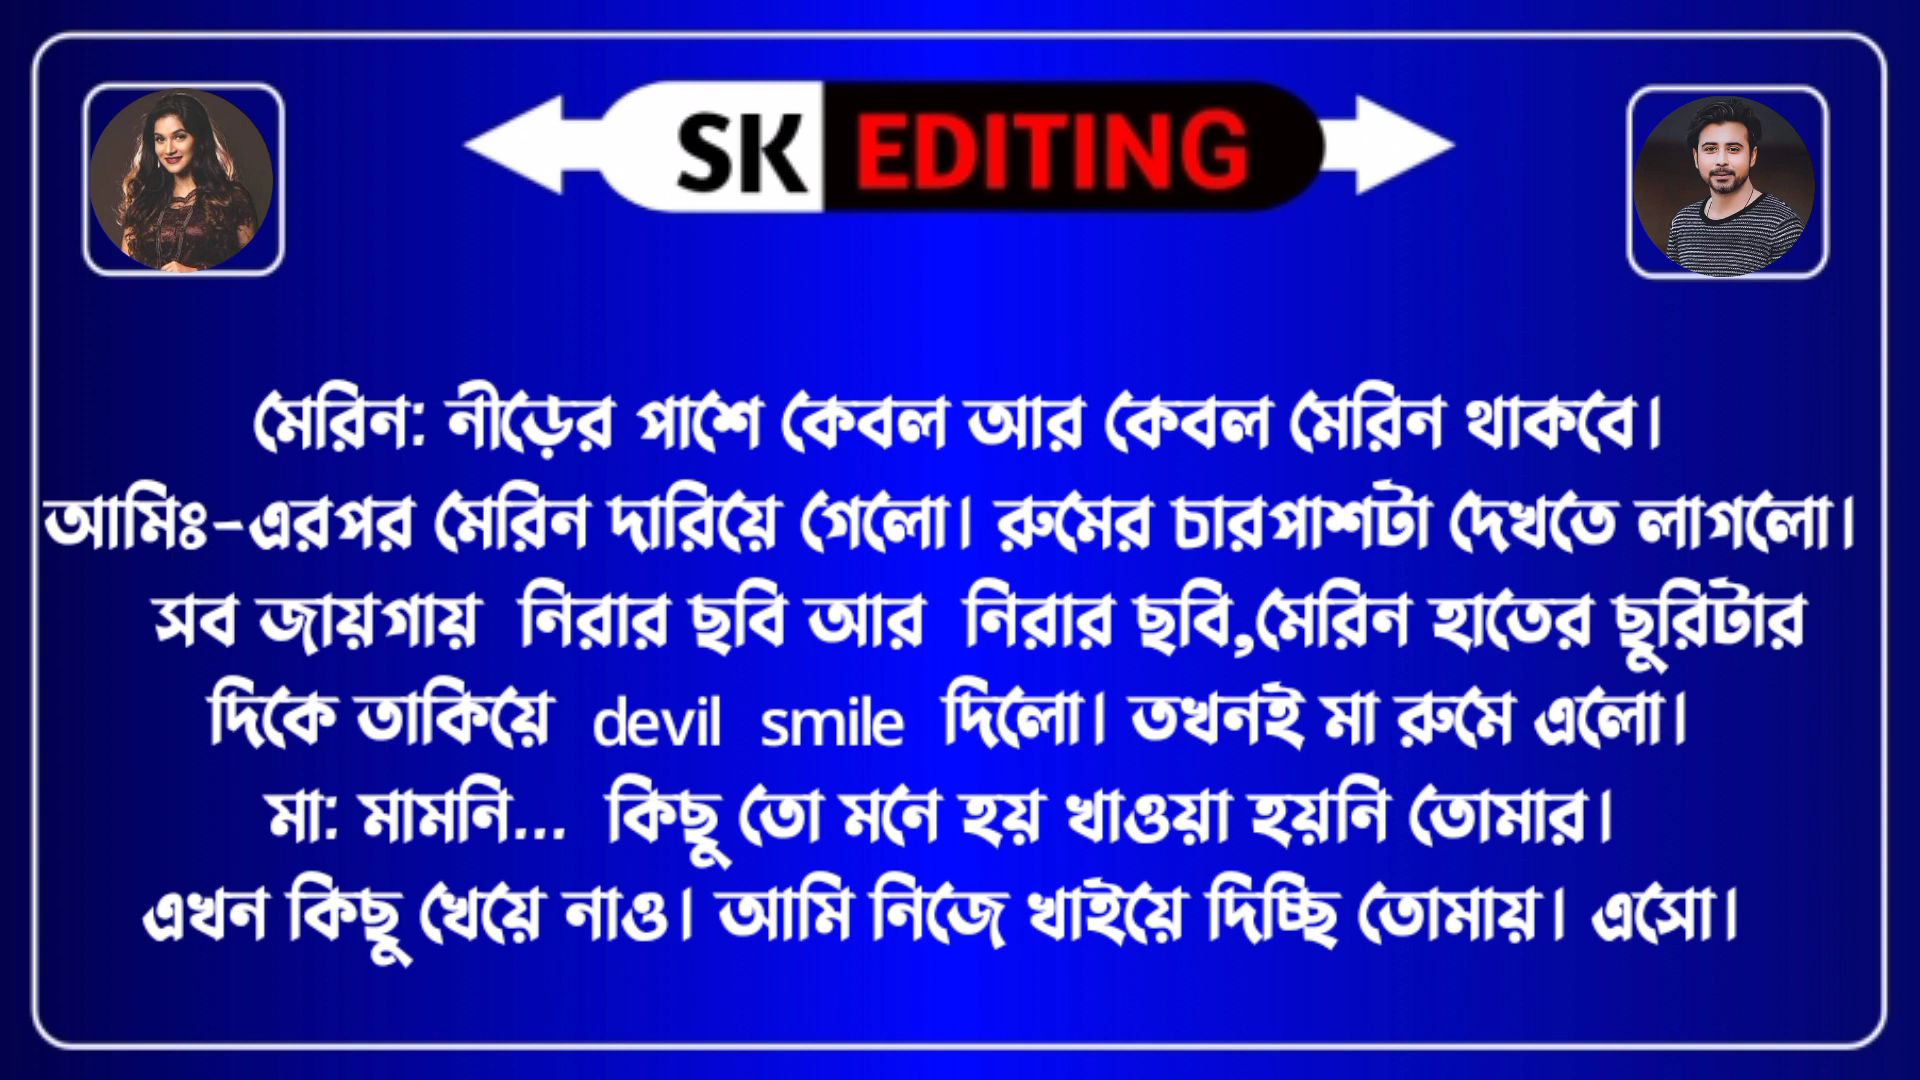 SK EDITING
মেরিন: নীড়ের পাশে কেবল আর কেবল মেরিন থাকবে।
আমিঃ-এরপর মেরিন দারিয়ে গেলো। রুমের চারপাশটা দেখতে লাগলো।
সব জায়গায় নিরার ছবি আর নিরার ছবি,মেরিন হাতের ছুরিটার
দিকে তাকিয়ে devil smile দিলো। তখনই মা রুমে এলো।
মা: মামনি... কিছু তো মনে হয় খাওয়া হয়নি তোমার।
এখন কিছু খেয়ে নাও। আমি নিজে খাইয়ে দিচ্ছি তোমায়। এসো।